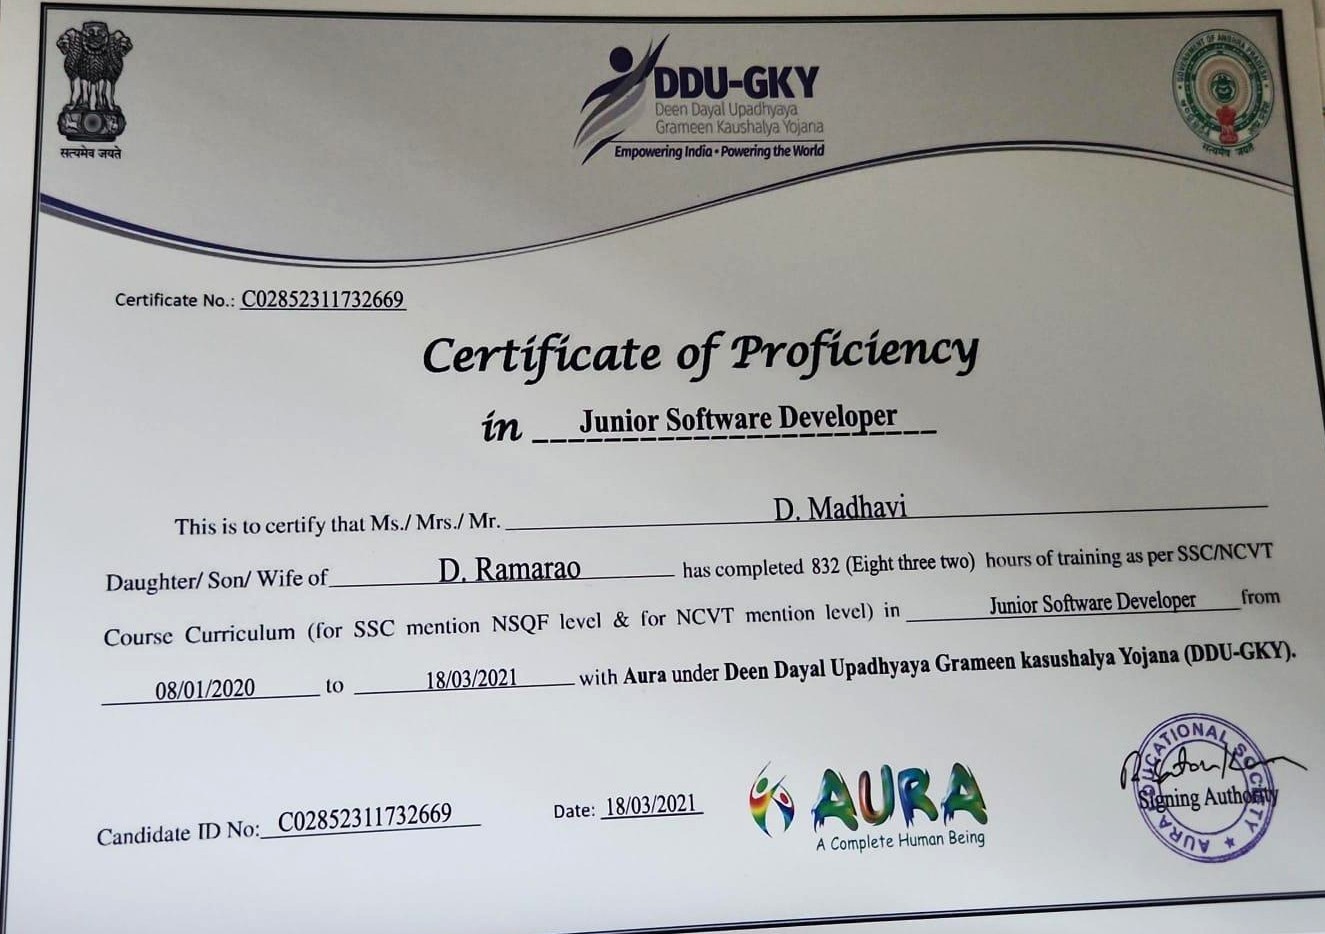 सत्यमेव जयते
DDU-GKY
Deen Dayal Upadhyaya
Grameen Kaushalya Yojana
Empowering India • Powering the World
GOVERNMENT OF ANDHRA PRADESH
सत्यमेव जयते
Certificate No.: C02852311732669
Certificate of Proficiency
in Junior Software Developer
This is to certify that Ms./ Mrs./ Mr. D. Madhavi
Daughter/ Son/ Wife of D. Ramarao has completed 832 (Eight three two) hours of training as per SSC/NCVT
Course Curriculum (for SSC mention NSQF level & for NCVT mention level) in Junior Software Developer from
08/01/2020 to 18/03/2021 with Aura under Deen Dayal Upadhyaya Grameen kasushalya Yojana (DDU-GKY).
Candidate ID No: C02852311732669
Date: 18/03/2021
AURA
A Complete Human Being
Signing Authority
AURA EDUCATIONAL SOCIETY